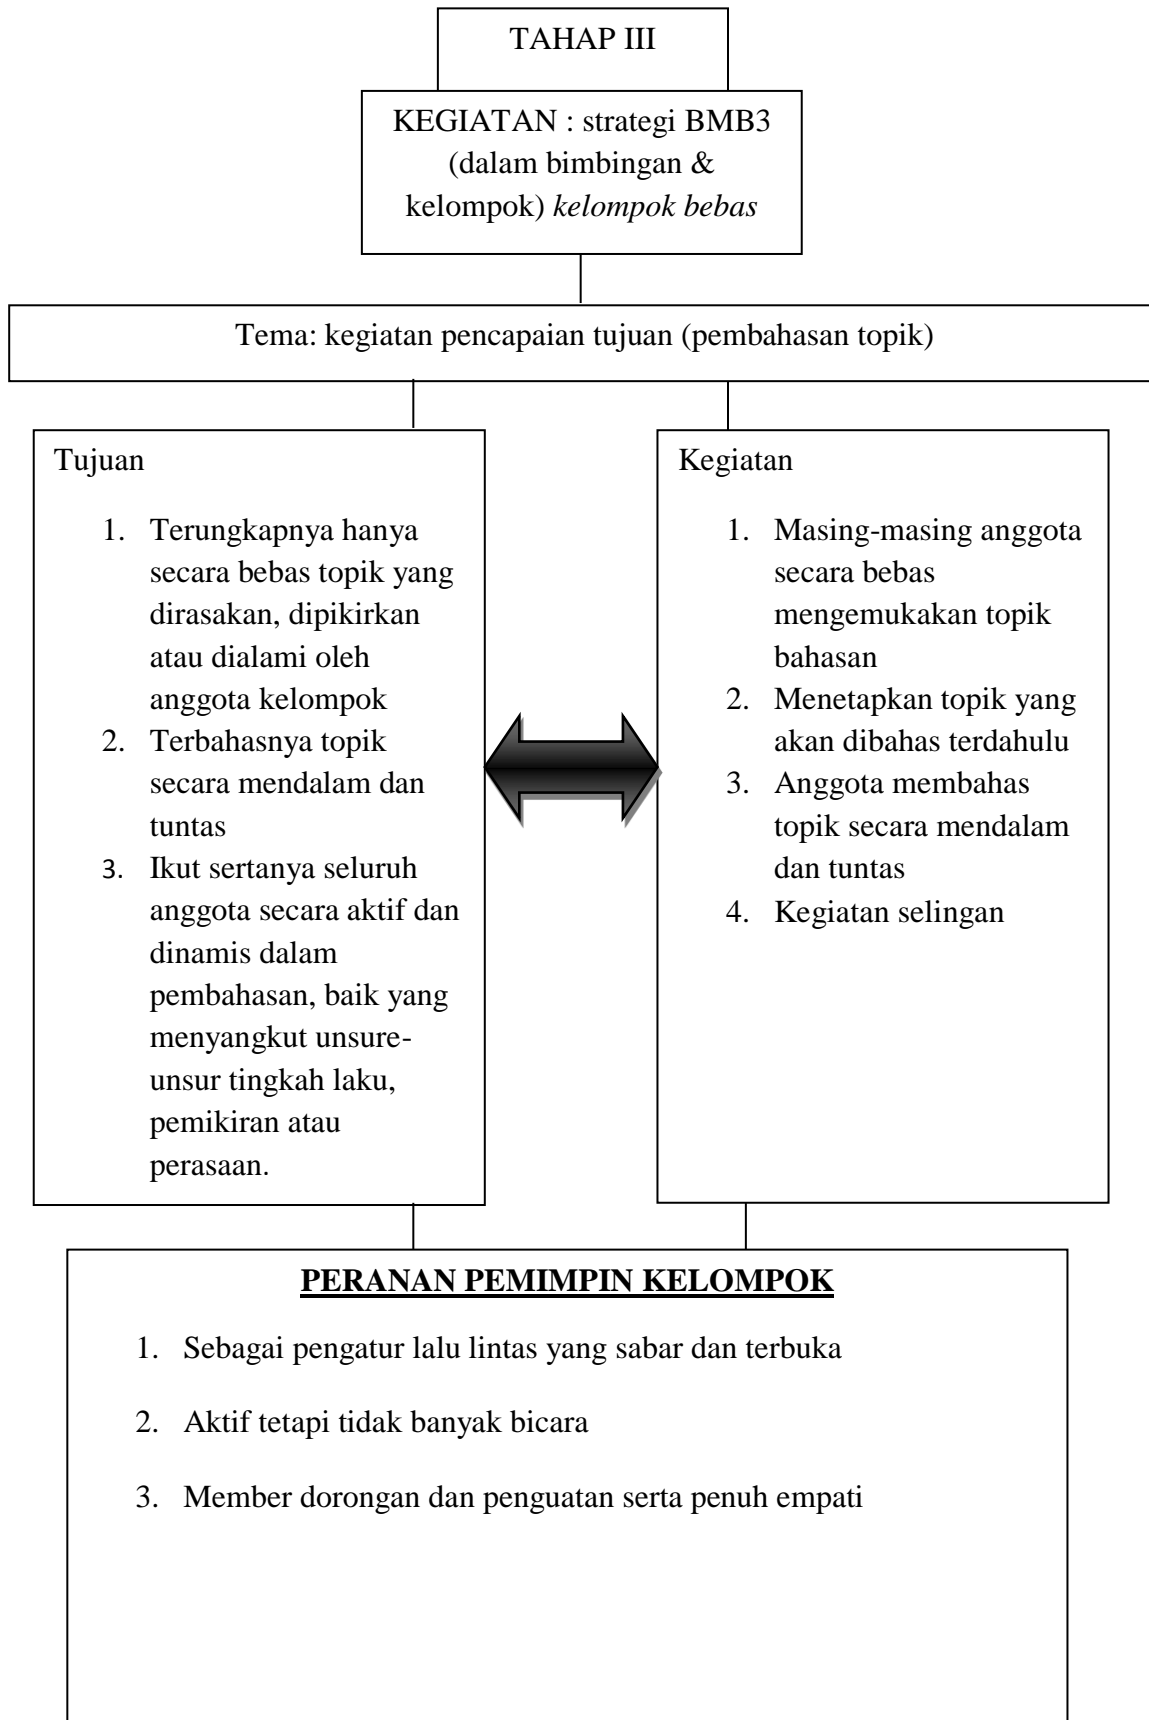 TAHAP III
KEGIATAN : strategi BMB3
(dalam bimbingan &
kelompok) kelompok bebas
Tema: kegiatan pencapaian tujuan (pembahasan topik)
Tujuan
1. Terungkapnya hanya
secara bebas topik yang
dirasakan, dipikirkan
atau dialami oleh
anggota kelompok
2. Terbahasnya topik
secara mendalam dan
tuntas
3. Ikut sertanya seluruh
anggota secara aktif dan
dinamis dalam
pembahasan, baik yang
menyangkut unsure-
unsur tingkah laku,
pemikiran atau
perasaan.
Kegiatan
1. Masing-masing anggota
secara bebas
mengemukakan topik
bahasan
2. Menetapkan topik yang
akan dibahas terdahulu
3. Anggota membahas
topik secara mendalam
dan tuntas
4. Kegiatan selingan
PERANAN PEMIMPIN KELOMPOK
1. Sebagai pengatur lalu lintas yang sabar dan terbuka
2. Aktif tetapi tidak banyak bicara
3. Member dorongan dan penguatan serta penuh empati